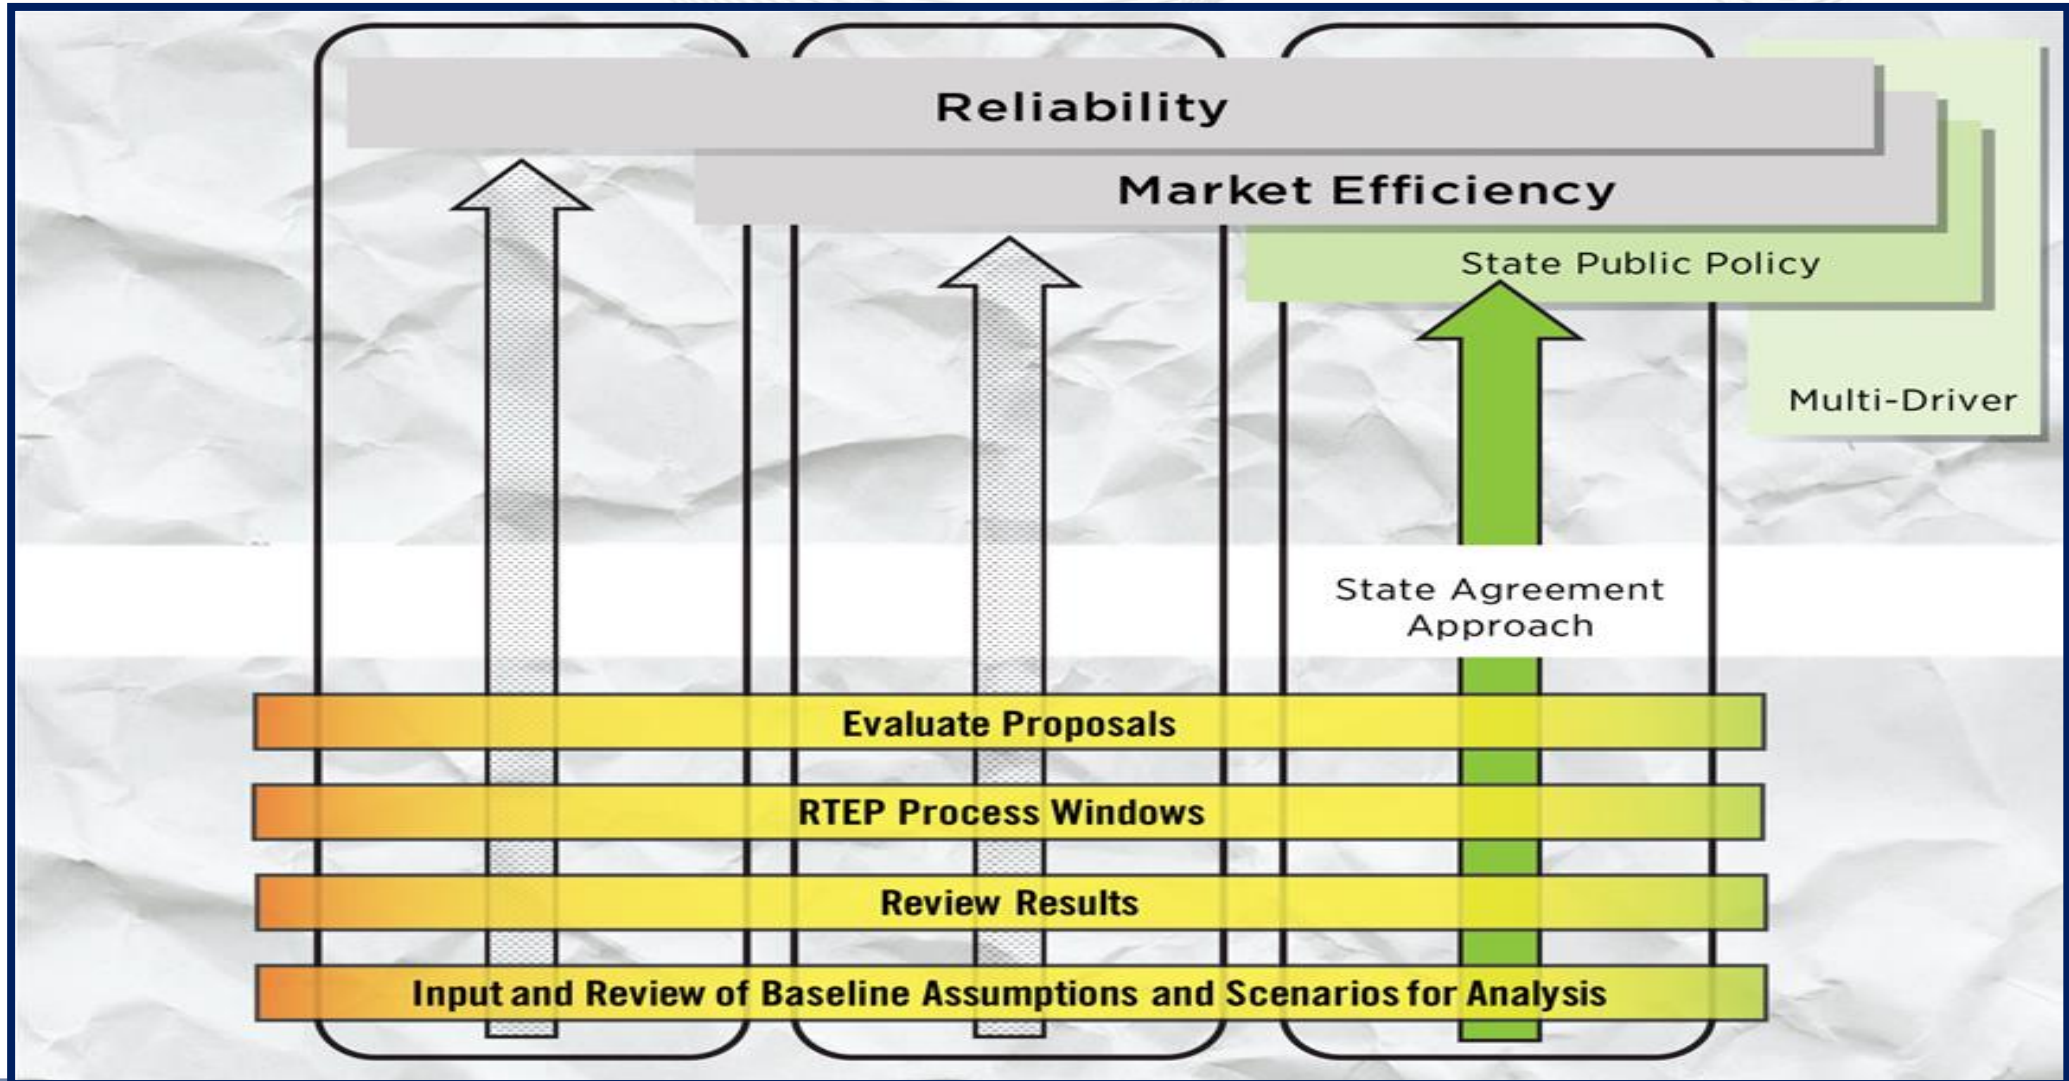 Reliability
Market Efficiency
State Public Policy
Multi-Driver
State Agreement
Approach
Evaluate Proposals
RTEP Process Windows
Review Results
Input and Review of Baseline Assumptions and Scenarios for Analysis